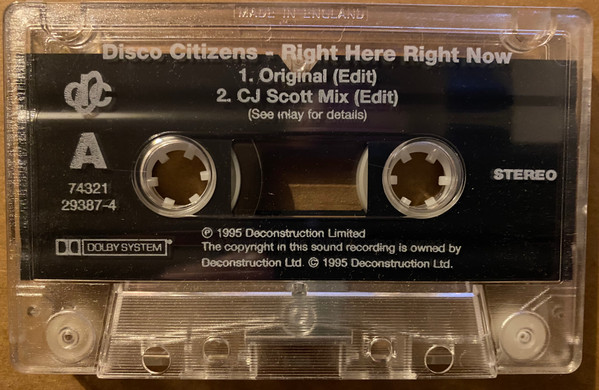 MADE IN ENGLAND
Disco Citizens - Right Here Right Now
1. Original (Edit)
2. CJ Scott Mix (Edit)
(See inlay for details)
dc
A
STEREO
74321
29387-4
DOLBY SYSTEM
℗ 1995 Deconstruction Limited
The copyright in this sound recording is owned by
Deconstruction Ltd. © 1995 Deconstruction Ltd.